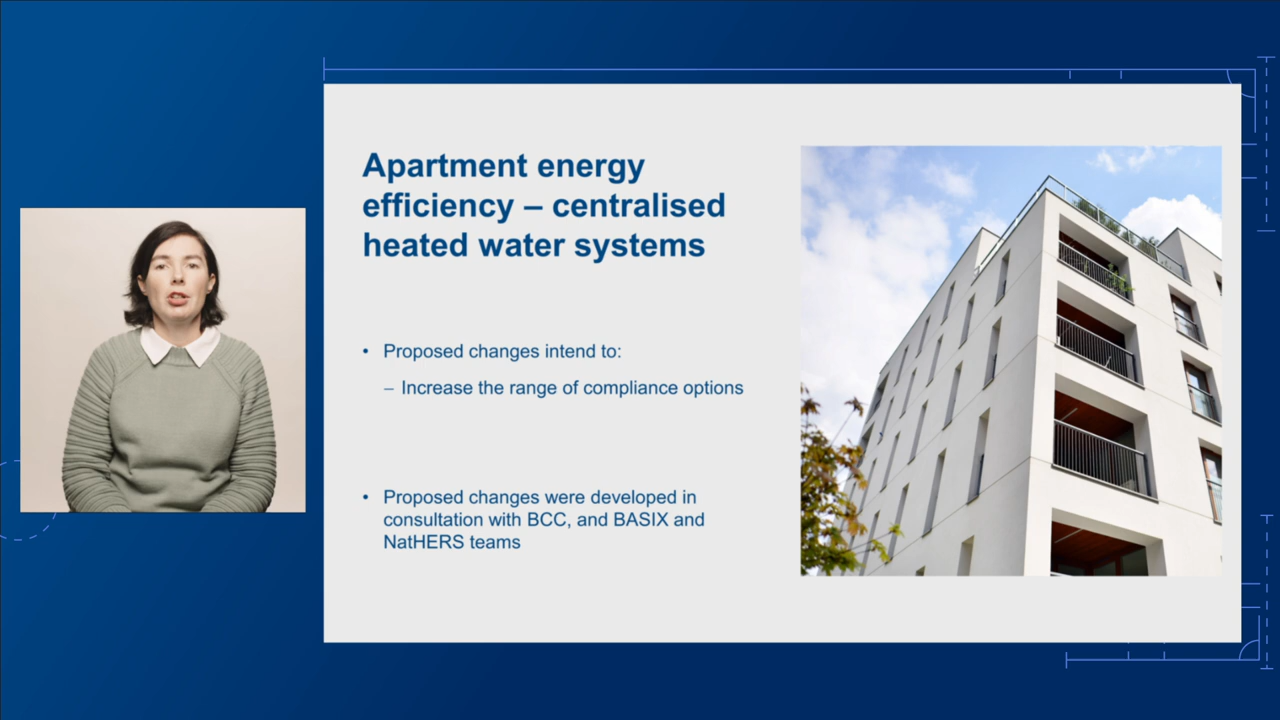 Apartment energy
efficiency – centralised
heated water systems
• Proposed changes intend to:
– Increase the range of compliance options
• Proposed changes were developed in
consultation with BCC, and BASIX and
NatHERS teams